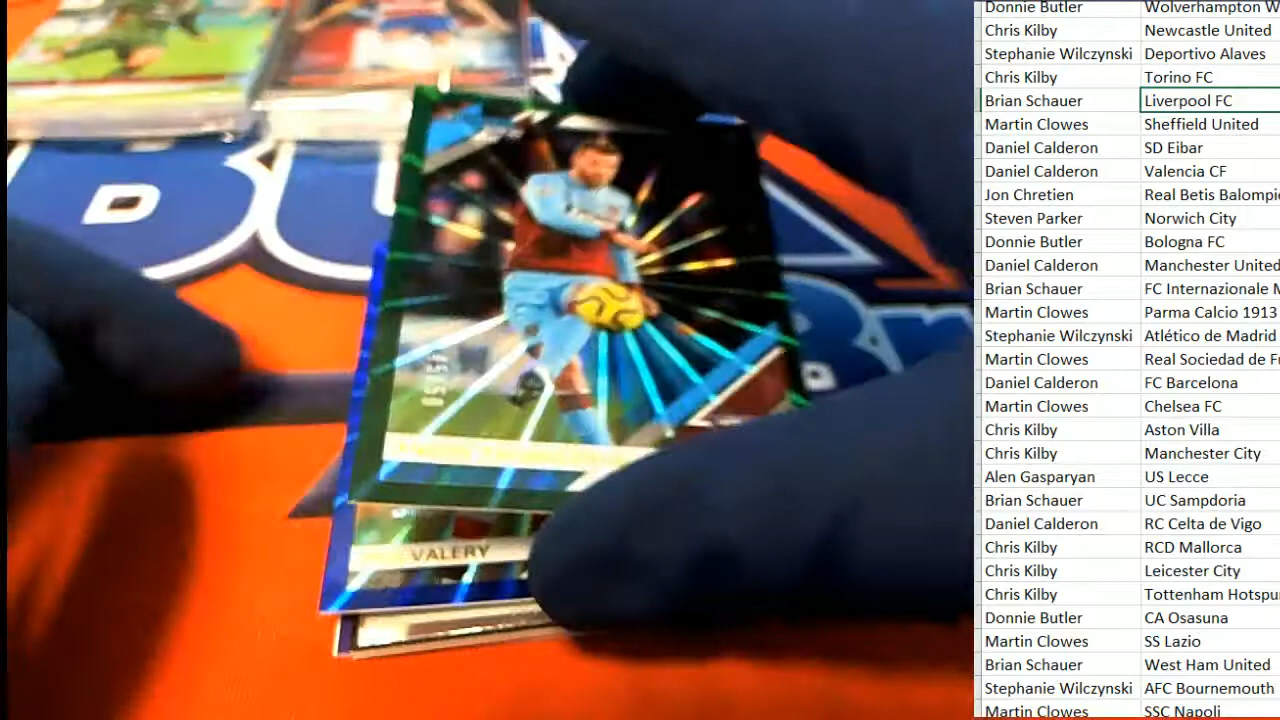 VALERY
Donnie Butler Wolverhampton W
Chris Kilby Newcastle United
Stephanie Wilczynski Deportivo Alaves
Chris Kilby Torino FC
Brian Schauer Liverpool FC
Martin Clowes Sheffield United
Daniel Calderon SD Eibar
Daniel Calderon Valencia CF
Jon Chretien Real Betis Balompi
Steven Parker Norwich City
Donnie Butler Bologna FC
Daniel Calderon Manchester United
Brian Schauer FC Internazionale M
Martin Clowes Parma Calcio 1913
Stephanie Wilczynski Atlético de Madrid
Martin Clowes Real Sociedad de F
Daniel Calderon FC Barcelona
Martin Clowes Chelsea FC
Chris Kilby Aston Villa
Chris Kilby Manchester City
Alen Gasparyan US Lecce
Brian Schauer UC Sampdoria
Daniel Calderon RC Celta de Vigo
Chris Kilby RCD Mallorca
Chris Kilby Leicester City
Chris Kilby Tottenham Hotspu
Donnie Butler CA Osasuna
Martin Clowes SS Lazio
Brian Schauer West Ham United
Stephanie Wilczynski AFC Bournemouth
Martin Clowes SSC Napoli